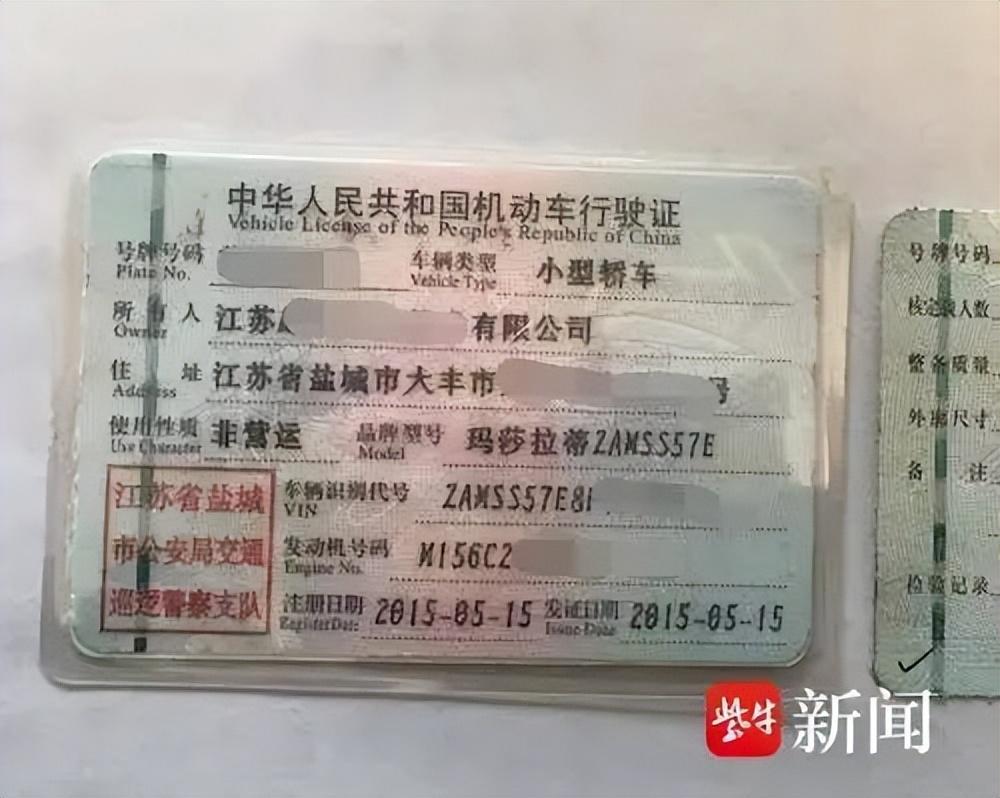 中华人民共和国机动车行驶证
Vehicle License of the People's Republic of China
号牌号码 车辆类型 小型轿车
Plate No. Vehicle Type
所有人 江苏 有限公司
Owner
住址 江苏省盐城市大丰市 号
Address
使用性质 非营运 品牌型号 玛莎拉蒂ZAMSS57E
Use Character Model
江苏省盐城
市公安局交通
巡逻警察支队
车辆识别代号 ZAMSS57E8
VIN
发动机号码 M156C2
Engine No.
注册日期 2015-05-15 发证日期 2015-05-15
Register Date Issue Date
号牌号码
核定载人数
整备质量
外廓尺寸
备注
检验记录
紫牛新闻